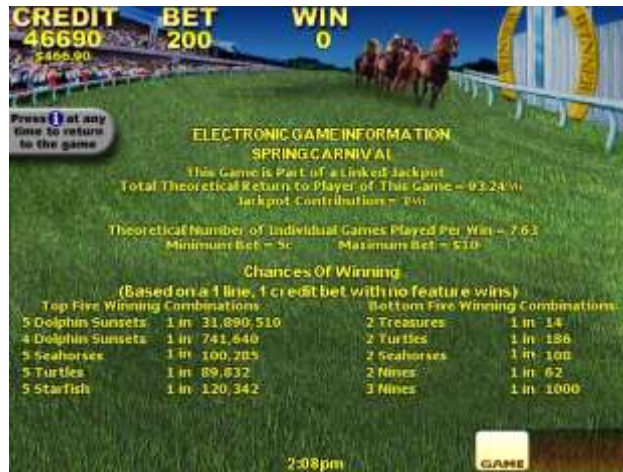 CREDIT BET WIN
46690 200 0
$466.90
WINNER
Press 1 at any
time to return
to the game
ELECTRONIC GAME INFORMATION
SPRING CARNIVAL
This Game is Part of a Linked Jackpot
Total Theoretical Return to Player of This Game = 93.24%
Jackpot Contribution =
Theoretical Number of Individual Games Played Per Win = 7.63
Minimum Bet = 5c Maximum Bet = $10
Chances Of Winning
(Based on a 1 line, 1 credit bet with no feature wins)
Top Five Winning Combinations Bottom Five Winning Combinations
5 Dolphin Sunsets 1 in 31,890,510 2 Treasures 1 in 14
4 Dolphin Sunsets 1 in 741,640 2 Turtles 1 in 186
5 Seahorses 1 in 100,285 2 Seahorses 1 in 108
5 Turtles 1 in 89,832 2 Nines 1 in 62
5 Starfish 1 in 120,342 3 Nines 1 in 1000
2:08pm
GAME